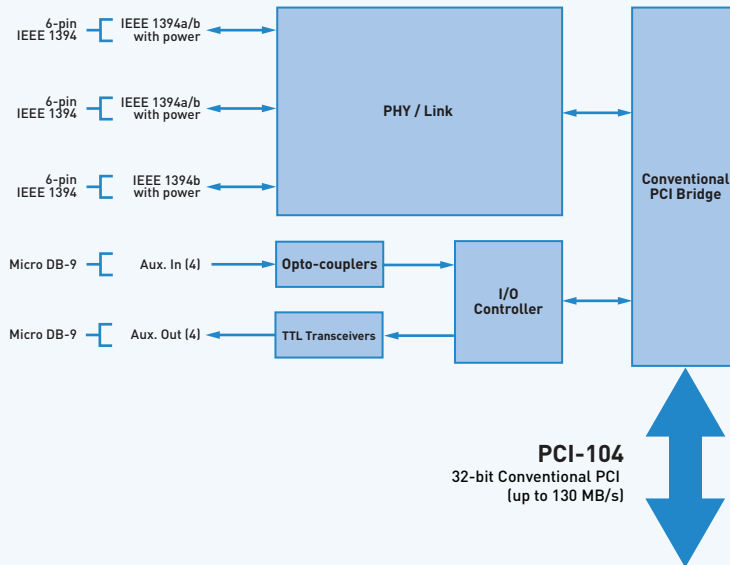 6-pin
IEEE 1394
IEEE 1394a/b
with power
6-pin
IEEE 1394
IEEE 1394a/b
with power
PHY / Link
6-pin
IEEE 1394
IEEE 1394b
with power
Conventional
PCI Bridge
Micro DB-9
Aux. In (4)
Opto-couplers
I/O
Controller
Micro DB-9
Aux. Out (4)
TTL Transceivers
PCI-104
32-bit Conventional PCI
(up to 130 MB/s)